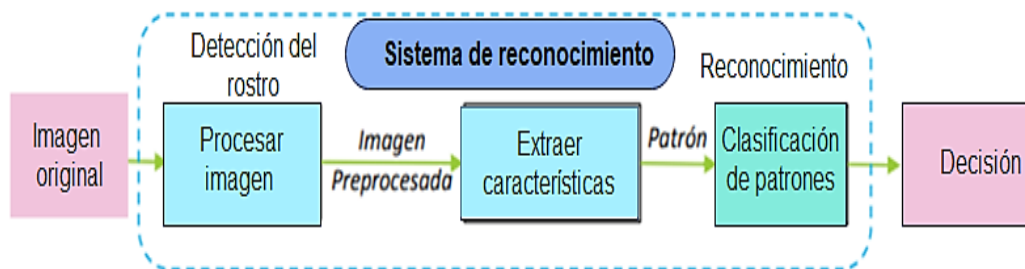 Detección del
rostro
Sistema de reconocimiento
Reconocimiento
Imagen
original
Procesar
imagen
Imagen
Preprocesada
Extraer
características
Patrón
Clasificación
de patrones
Decisión